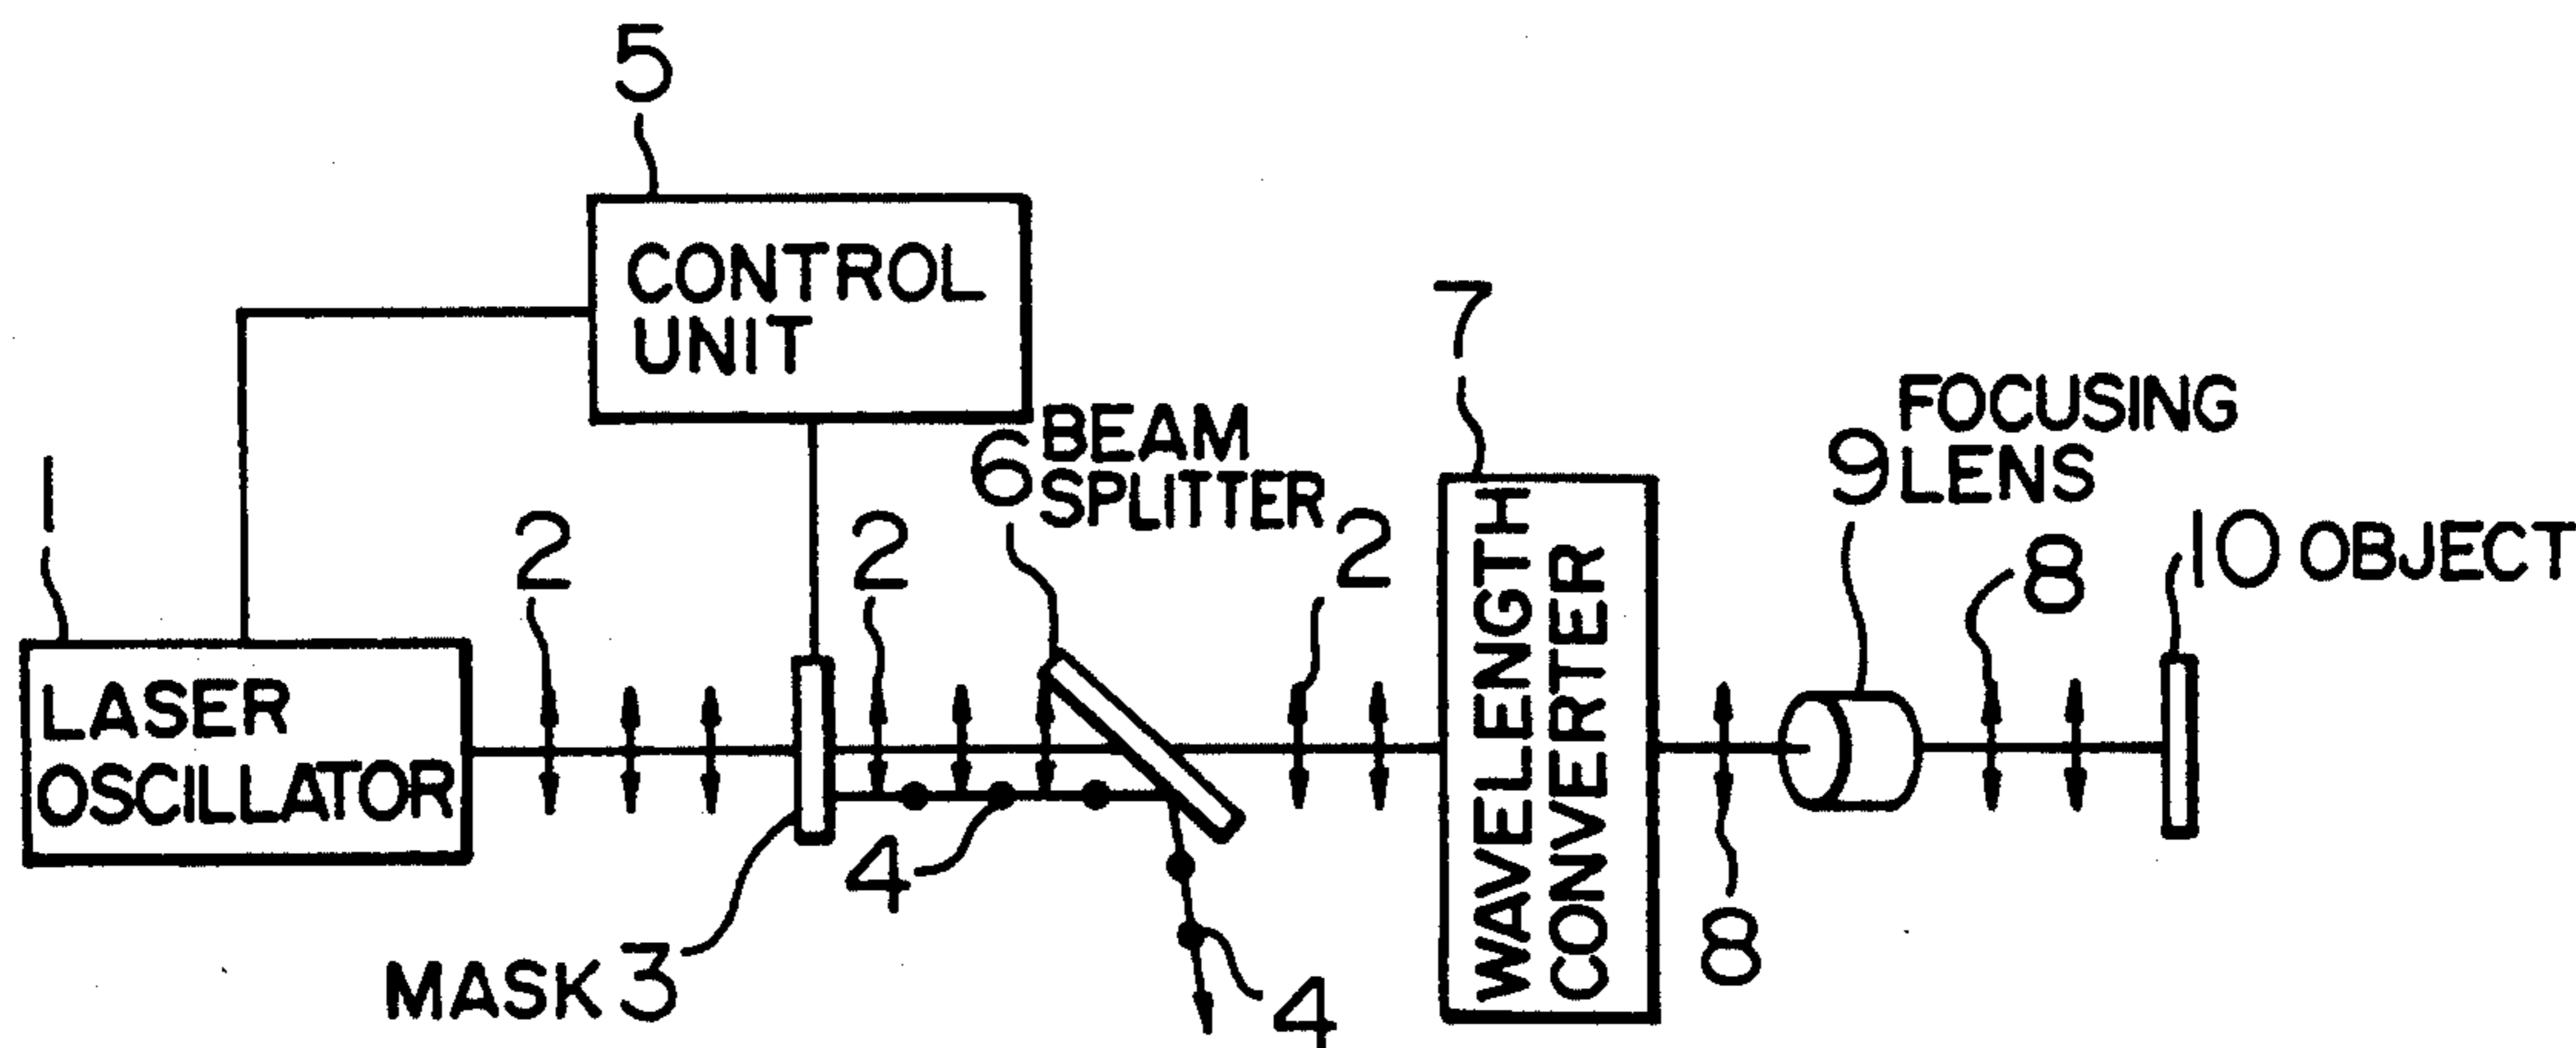 5
CONTROL
UNIT
7
6 BEAM
SPLITTER
FOCUSING
9 LENS
1
2
2
2
8
10 OBJECT
LASER
OSCILLATOR
WAVELENGTH
CONVERTER
4
8
MASK 3
4